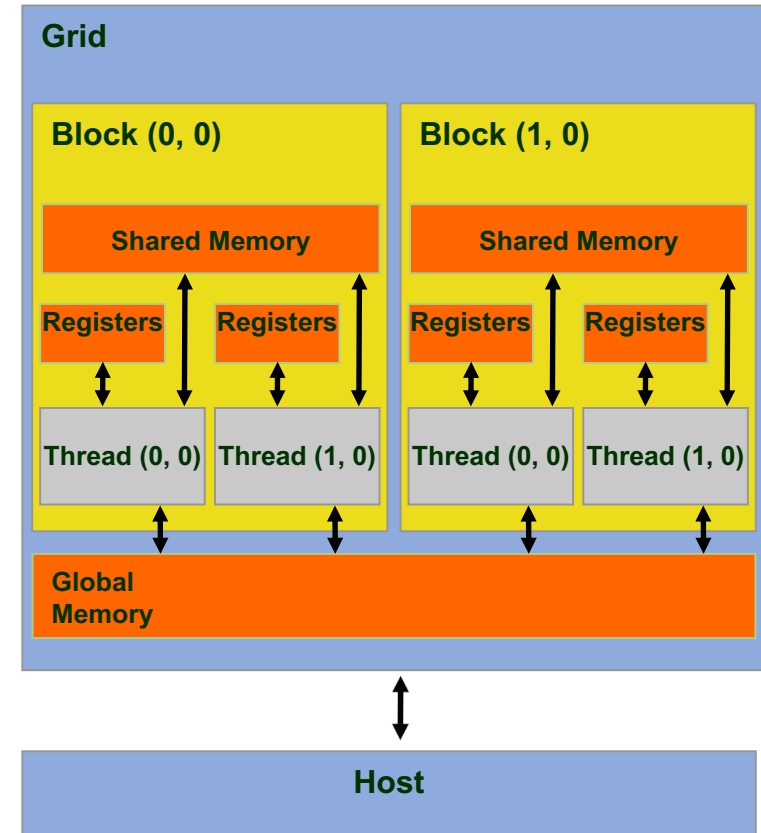 Grid
Block (0, 0)
Block (1, 0)
Shared Memory
Shared Memory
Registers
Registers
Registers
Registers
Thread (0, 0)
Thread (1, 0)
Thread (0, 0)
Thread (1, 0)
Global
Memory
Host